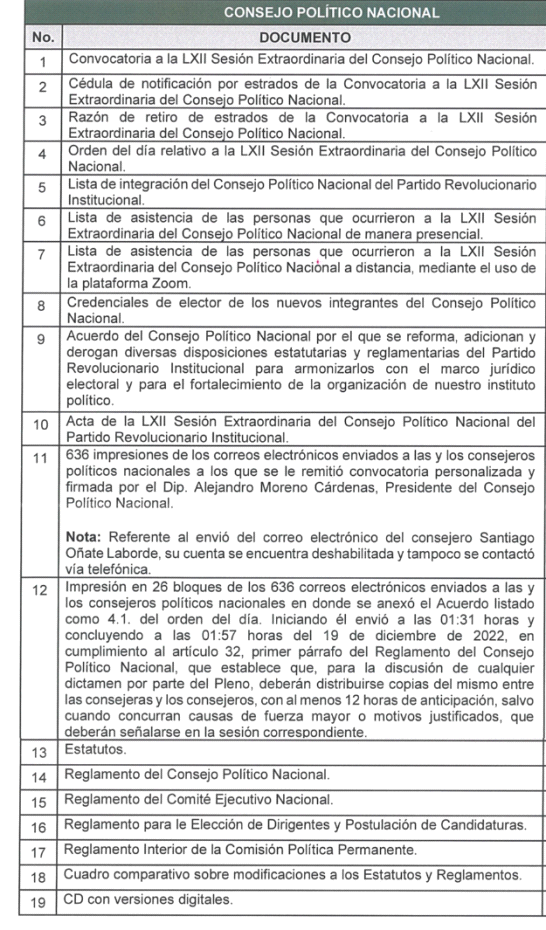 CONSEJO POLÍTICO NACIONAL
No. DOCUMENTO
1 Convocatoria a la LXII Sesión Extraordinaria del Consejo Político Nacional.
2 Cédula de notificación por estrados de la Convocatoria a la LXII Sesión
Extraordinaria del Consejo Político Nacional.
3 Razón de retiro de estrados de la Convocatoria a la LXII Sesión
Extraordinaria del Consejo Político Nacional.
4 Orden del día relativo a la LXII Sesión Extraordinaria del Consejo Político
Nacional.
5 Lista de integración del Consejo Político Nacional del Partido Revolucionario
Institucional.
6 Lista de asistencia de las personas que ocurrieron a la LXII Sesión
Extraordinaria del Consejo Político Nacional de manera presencial.
7 Lista de asistencia de las personas que ocurrieron a la LXII Sesión
Extraordinaria del Consejo Político Nacional a distancia, mediante el uso de
la plataforma Zoom.
8 Credenciales de elector de los nuevos integrantes del Consejo Político
Nacional.
9 Acuerdo del Consejo Político Nacional por el que se reforma, adicionan y
derogan diversas disposiciones estatutarias y reglamentarias del Partido
Revolucionario Institucional para armonizarlos con el marco jurídico
electoral y para el fortalecimiento de la organización de nuestro instituto
político.
10 Acta de la LXII Sesión Extraordinaria del Consejo Político Nacional del
Partido Revolucionario Institucional.
11 636 impresiones de los correos electrónicos enviados a las y los consejeros
políticos nacionales a los que se le remitió convocatoria personalizada y
firmada por el Dip. Alejandro Moreno Cárdenas, Presidente del Consejo
Político Nacional.
Nota: Referente al envió del correo electrónico del consejero Santiago
Oñate Laborde, su cuenta se encuentra deshabilitada y tampoco se contactó
vía telefónica.
12 Impresión en 26 bloques de los 636 correos electrónicos enviados a las y
los consejeros políticos nacionales en donde se anexó el Acuerdo listado
como 4.1. del orden del día. Iniciando él envió a las 01:31 horas y
concluyendo a las 01:57 horas del 19 de diciembre de 2022, en
cumplimiento al artículo 32, primer párrafo del Reglamento del Consejo
Político Nacional, que establece que, para la discusión de cualquier
dictamen por parte del Pleno, deberán distribuirse copias del mismo entre
las consejeras y los consejeros, con al menos 12 horas de anticipación, salvo
cuando concurran causas de fuerza mayor o motivos justificados, que
deberán señalarse en la sesión correspondiente.
13 Estatutos.
14 Reglamento del Consejo Político Nacional.
15 Reglamento del Comité Ejecutivo Nacional.
16 Reglamento para le Elección de Dirigentes y Postulación de Candidaturas.
17 Reglamento Interior de la Comisión Política Permanente.
18 Cuadro comparativo sobre modificaciones a los Estatutos y Reglamentos.
19 CD con versiones digitales.